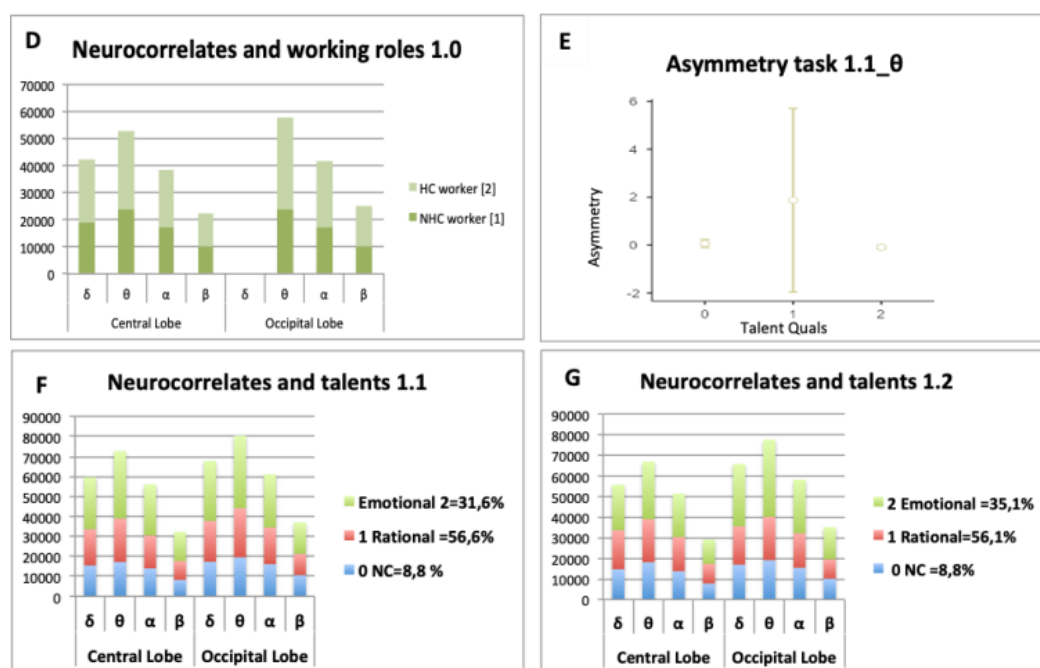 D
Neurocorrelates and working roles 1.0
70000
60000
50000
40000
30000
20000
10000
0
δ θ α β δ θ α β
Central Lobe Occipital Lobe
HC worker [2]
NHC worker [1]
E
Asymmetry task 1.1_θ
Asymmetry
6
4
2
0
-2
0 1 2
Talent Quals
F
Neurocorrelates and talents 1.1
90000
80000
70000
60000
50000
40000
30000
20000
10000
0
δ θ α β δ θ α β
Central Lobe Occipital Lobe
Emotional 2=31,6%
1 Rational =56,6%
0 NC=8,8 %
G
Neurocorrelates and talents 1.2
90000
80000
70000
60000
50000
40000
30000
20000
10000
0
δ θ α β δ θ α β
Central Lobe Occipital Lobe
2 Emotional =35,1%
1 Rational=56,1%
0 NC=8,8%